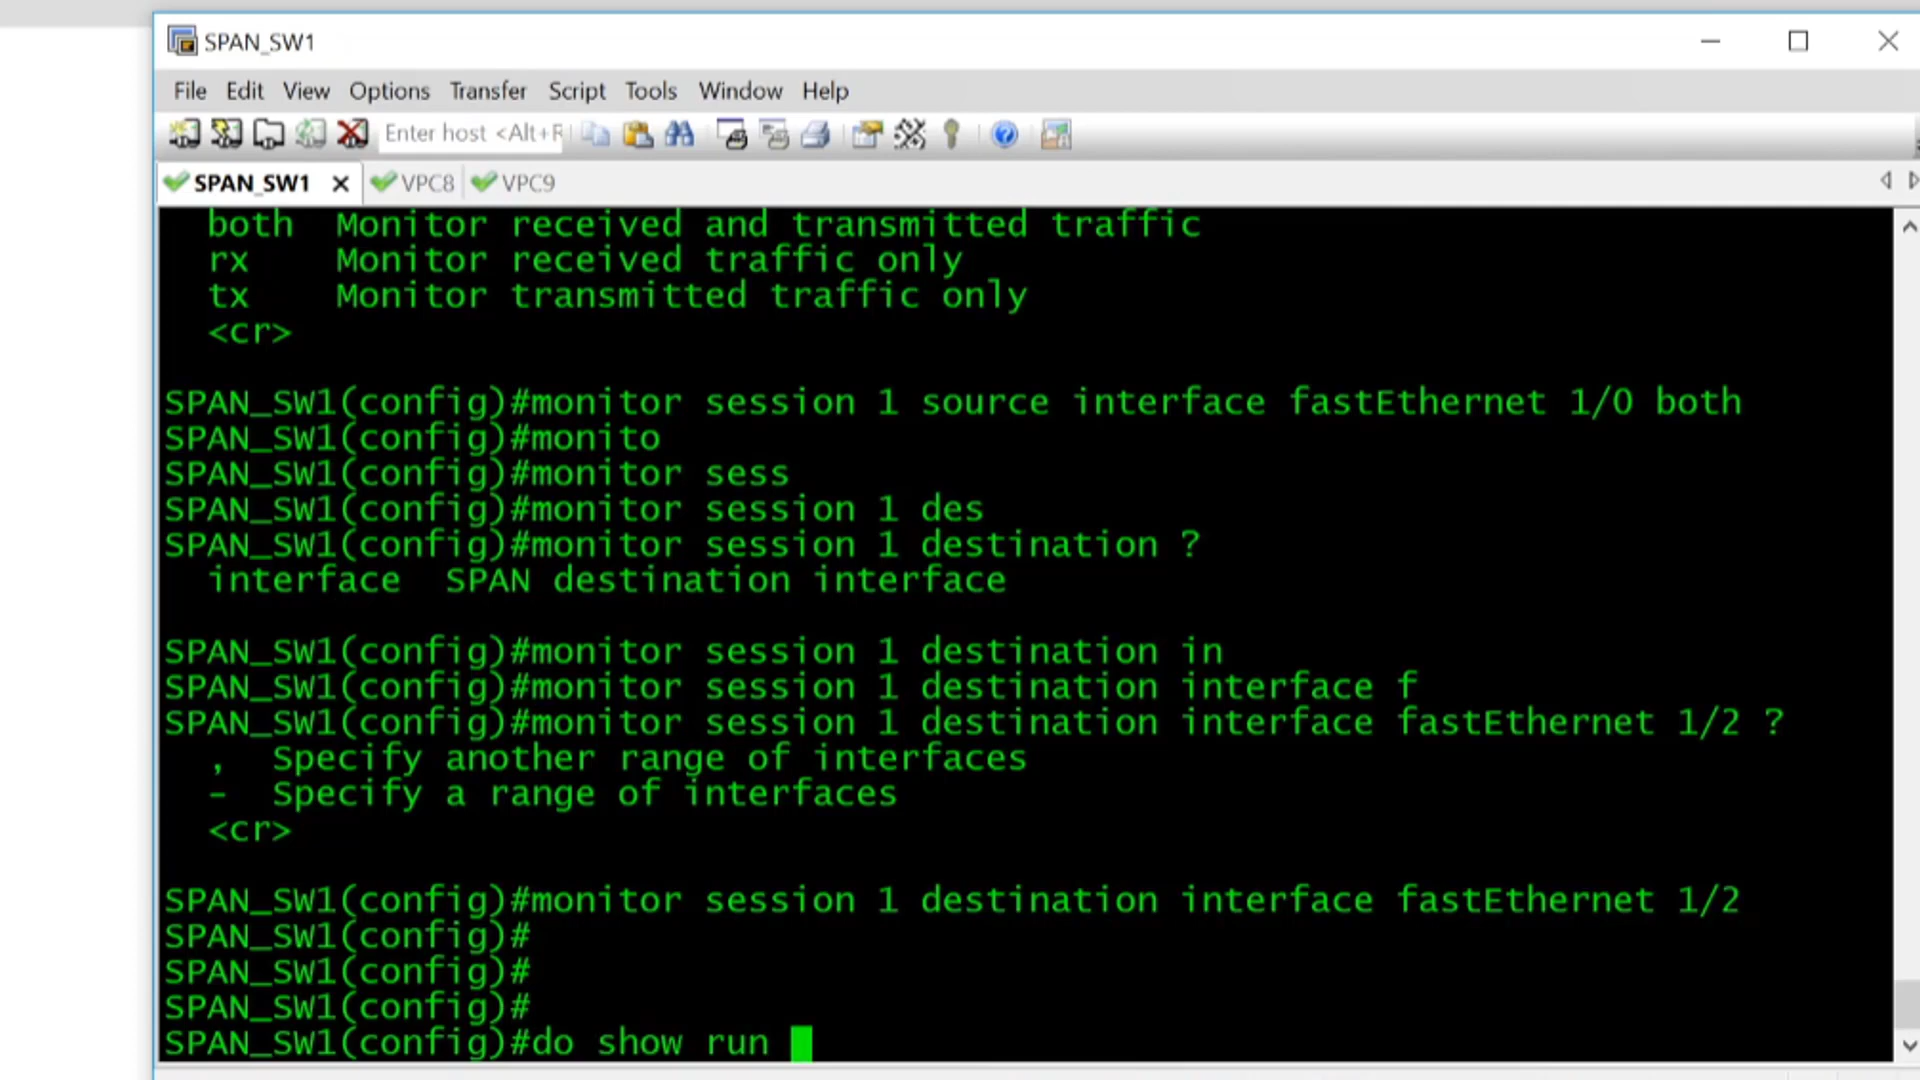 SPAN_SW1
File Edit View Options Transfer Script Tools Window Help
Enter host <Alt+R
SPAN_SW1 VPC8 VPC9
both Monitor received and transmitted traffic
rx Monitor received traffic only
tx Monitor transmitted traffic only
<cr>
SPAN_SW1(config)#monitor session 1 source interface fastEthernet 1/0 both
SPAN_SW1(config)#monito
SPAN_SW1(config)#monitor sess
SPAN_SW1(config)#monitor session 1 des
SPAN_SW1(config)#monitor session 1 destination ?
interface SPAN destination interface
SPAN_SW1(config)#monitor session 1 destination in
SPAN_SW1(config)#monitor session 1 destination interface f
SPAN_SW1(config)#monitor session 1 destination interface fastEthernet 1/2 ?
, Specify another range of interfaces
- Specify a range of interfaces
<cr>
SPAN_SW1(config)#monitor session 1 destination interface fastEthernet 1/2
SPAN_SW1(config)#
SPAN_SW1(config)#
SPAN_SW1(config)#
SPAN_SW1(config)#do show run